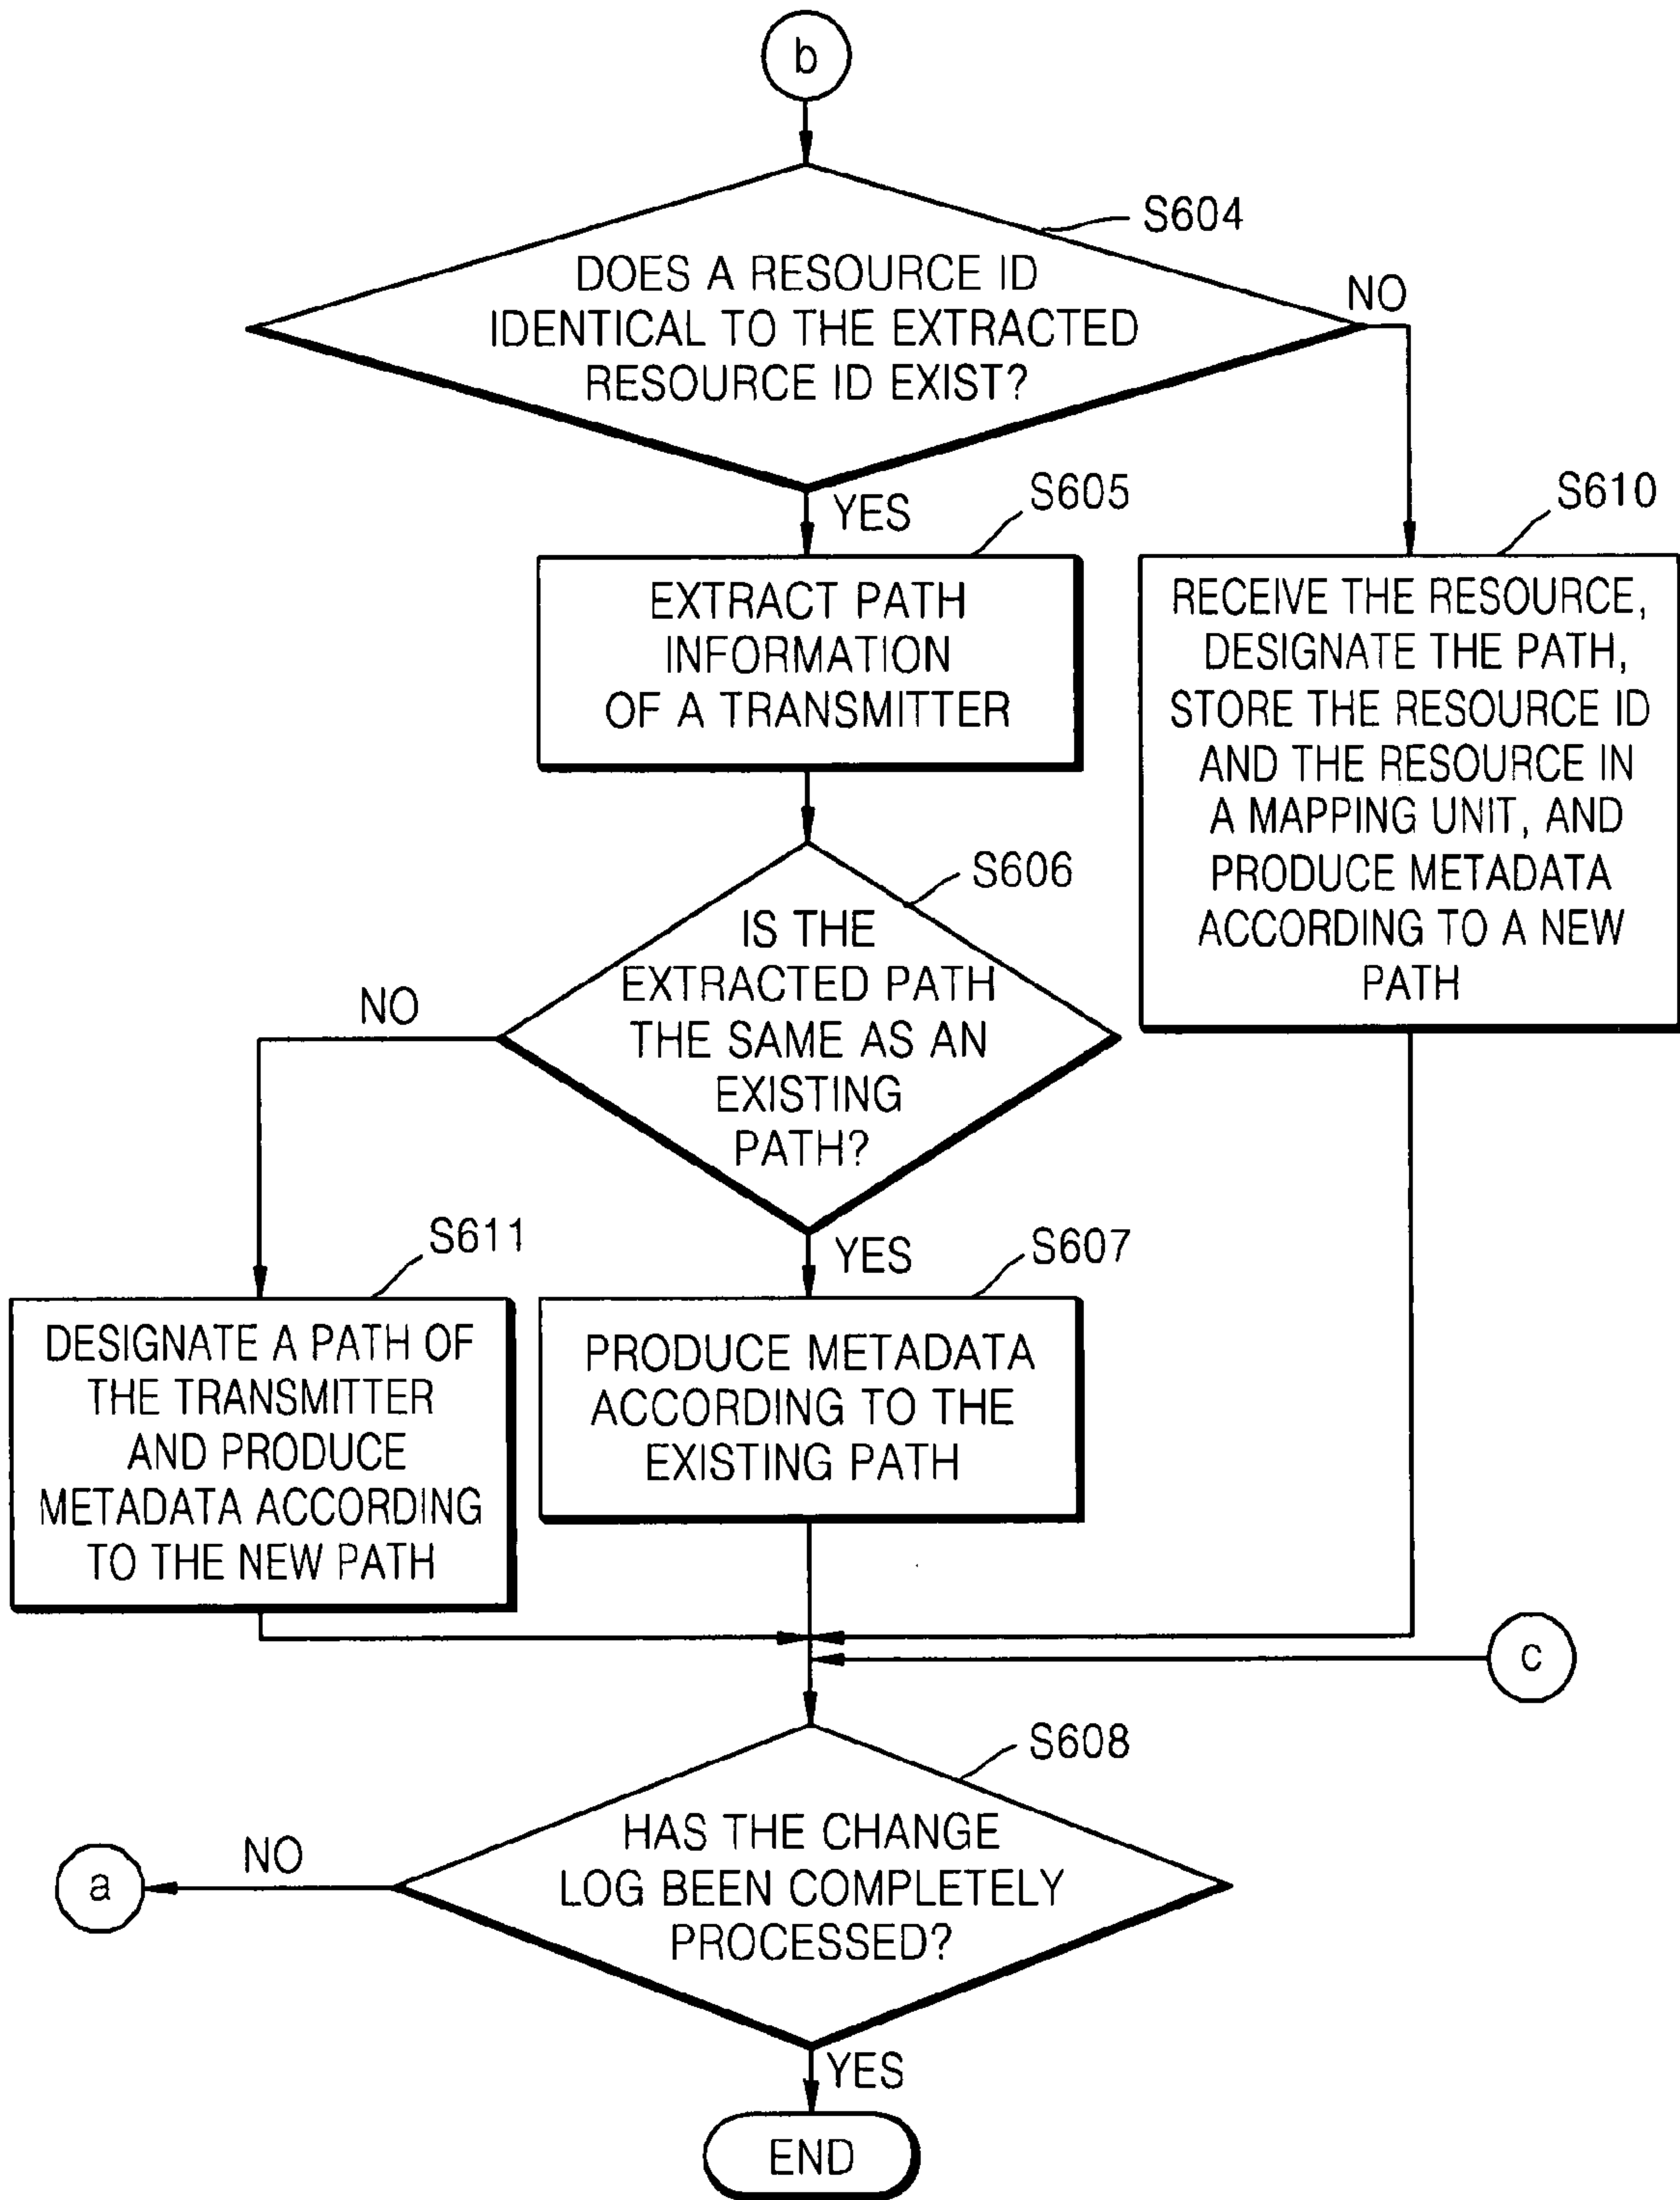 b
S604
DOES A RESOURCE ID
IDENTICAL TO THE EXTRACTED
RESOURCE ID EXIST?
NO
YES
S605
EXTRACT PATH
INFORMATION
OF A TRANSMITTER
S610
RECEIVE THE RESOURCE,
DESIGNATE THE PATH,
STORE THE RESOURCE ID
AND THE RESOURCE IN
A MAPPING UNIT, AND
PRODUCE METADATA
ACCORDING TO A NEW
PATH
S606
IS THE
EXTRACTED PATH
THE SAME AS AN
EXISTING
PATH?
NO
YES
S611
DESIGNATE A PATH OF
THE TRANSMITTER
AND PRODUCE
METADATA ACCORDING
TO THE NEW PATH
S607
PRODUCE METADATA
ACCORDING TO THE
EXISTING PATH
c
S608
HAS THE CHANGE
LOG BEEN COMPLETELY
PROCESSED?
NO
a
YES
END